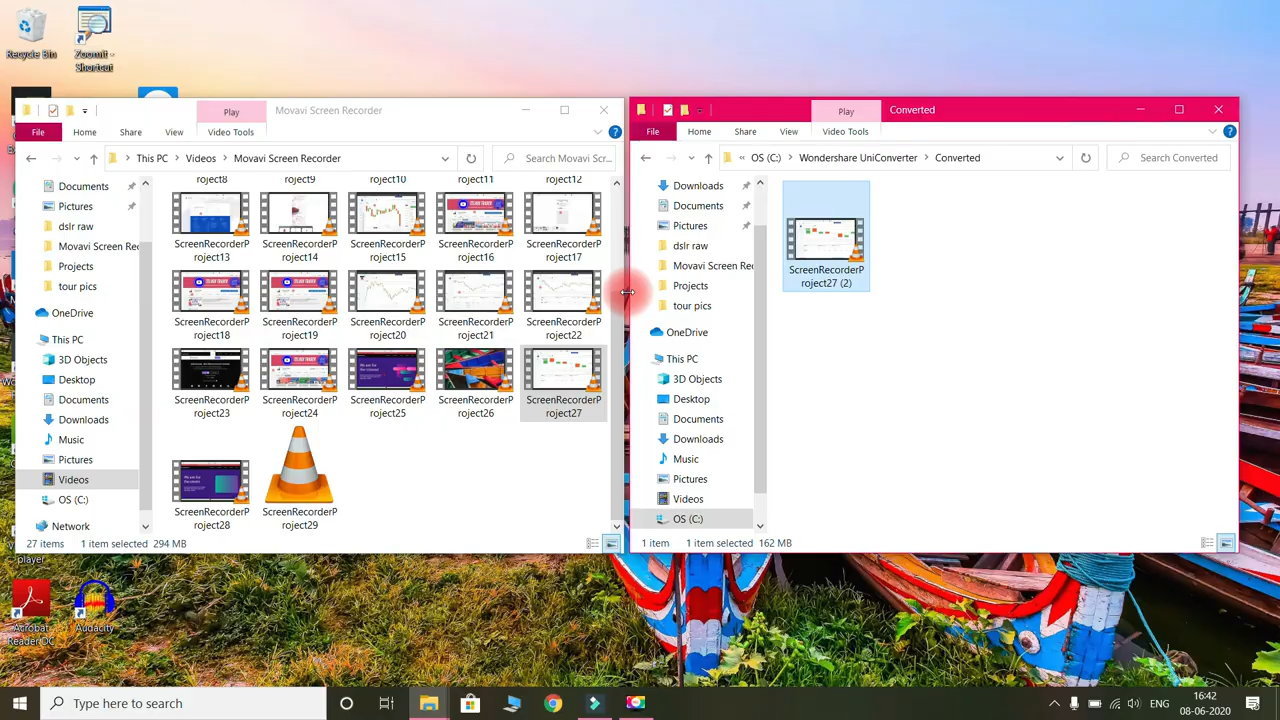 Recycle Bin
Zoomit -
Shortcut
Play
Movavi Screen Recorder
File
Home
Share
View
Video Tools
This PC
Videos
Movavi Screen Recorder
Search Movavi Scr...
Documents
Pictures
dslr raw
Movavi Screen Rec
Projects
tour pics
OneDrive
This PC
3D Objects
Desktop
Documents
Downloads
Music
Pictures
Videos
OS (C:)
Network
roject8
roject9
roject10
roject11
roject12
ScreenRecorderP
roject13
ScreenRecorderP
roject14
ScreenRecorderP
roject15
ScreenRecorderP
roject16
ScreenRecorderP
roject17
ScreenRecorderP
roject18
ScreenRecorderP
roject19
ScreenRecorderP
roject20
ScreenRecorderP
roject21
ScreenRecorderP
roject22
ScreenRecorderP
roject23
ScreenRecorderP
roject24
ScreenRecorderP
roject25
ScreenRecorderP
roject26
ScreenRecorderP
roject27
ScreenRecorderP
roject28
ScreenRecorderP
roject29
27 items
1 item selected 294 MB
Play
Converted
File
Home
Share
View
Video Tools
« OS (C:)
Wondershare UniConverter
Converted
Search Converted
Downloads
Documents
Pictures
dslr raw
Movavi Screen Rec
Projects
tour pics
OneDrive
This PC
3D Objects
Desktop
Documents
Downloads
Music
Pictures
Videos
OS (C:)
ScreenRecorderP
roject27 (2)
1 item
1 item selected 162 MB
player
Acrobat
Reader DC
Audacity
Type here to search
ENG
16:42
08-06-2020